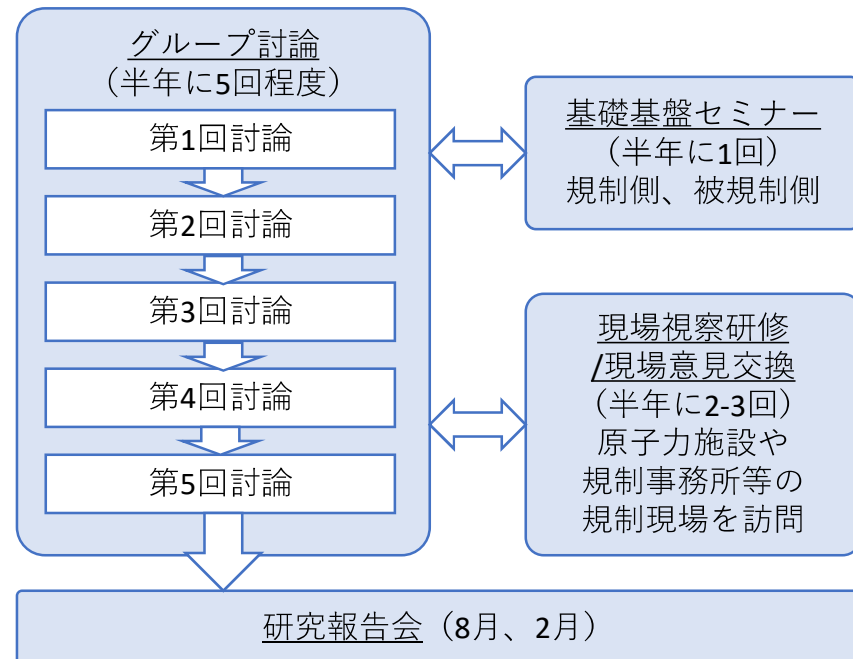 グループ討論
（半年に5回程度）
第1回討論
第2回討論
第3回討論
第4回討論
第5回討論
基礎基盤セミナー
（半年に1回）
規制側、被規制側
現場視察研修
/現場意見交換
（半年に2-3回）
原子力施設や
規制事務所等の
規制現場を訪問
研究報告会（8月、2月）